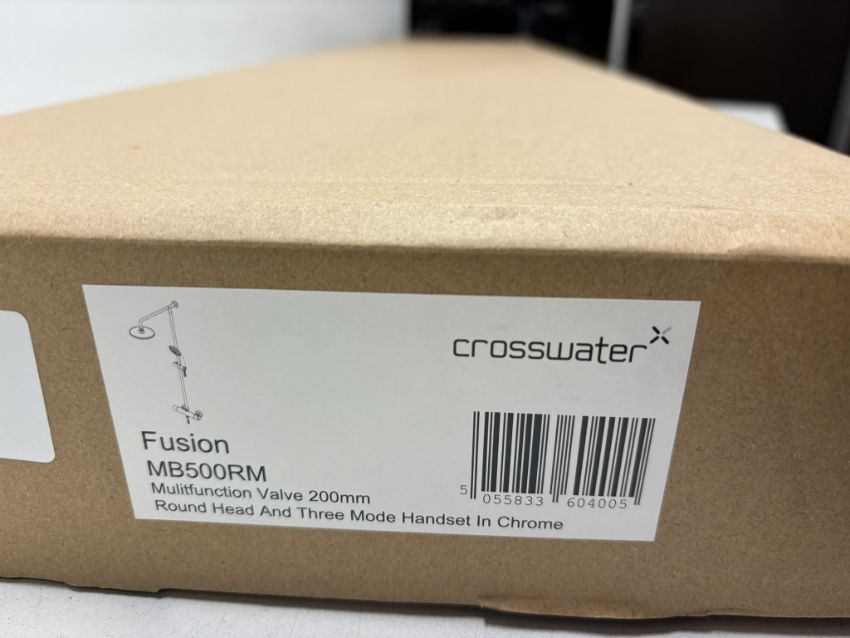 crosswater
Fusion
MB500RM
Mulitfunction Valve 200mm
Round Head And Three Mode Handset In Chrome
5 055833 604005